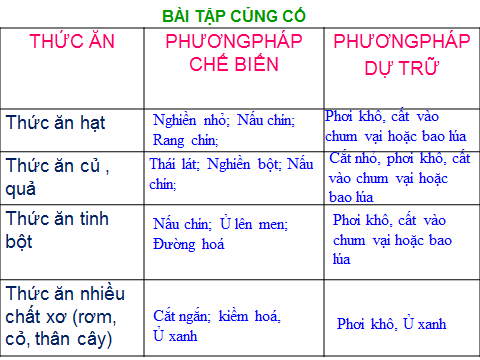 BÀI TẬP CỦNG CỐ
THỨC ĂN
PHƯƠNGPHÁP
CHẾ BIẾN
PHƯƠNGPHÁP
DỰ TRỮ
Thức ăn hạt
Nghiền nhỏ; Nấu chín;
Rang chín;
Phơi khô, cất vào
chum vại hoặc bao lúa
Thức ăn củ ,
quả
Thái lát; Nghiền bột; Nấu
chín;
Cắt nhỏ, phơi khô, cất
vào chum vại hoặc
bao lúa
Thức ăn tinh
bột
Nấu chín; Ủ lên men;
Đường hoá
Phơi khô, cất vào
chum vại hoặc bao
lúa
Thức ăn nhiều
chất xơ (rơm,
cỏ, thân cây)
Cắt ngắn; kiềm hoá,
Ủ xanh
Phơi khô, Ủ xanh